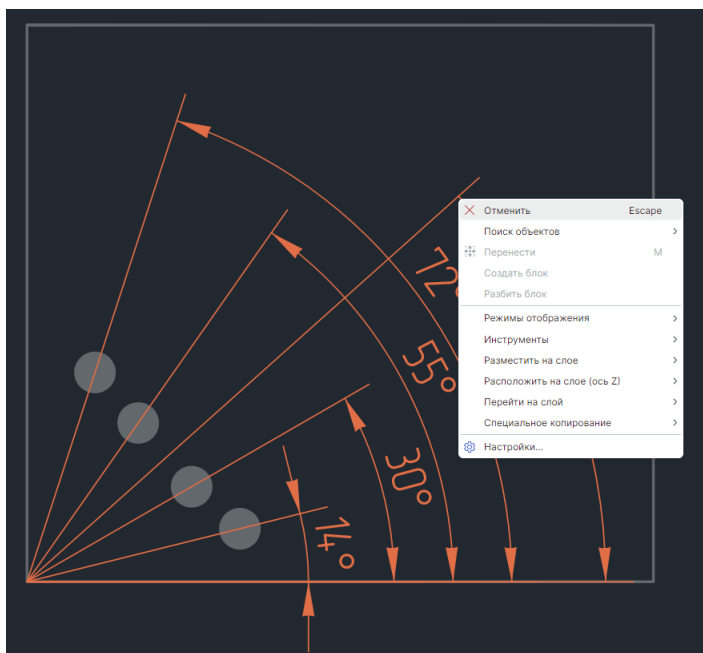 Отменить Escape
Поиск объектов
Перенести M
Создать блок
Разбить блок
Режимы отображения
Инструменты
Разместить на слое
Расположить на слое (ось Z)
Перейти на слой
Специальное копирование
Настройки...
72°
55°
30°
14°